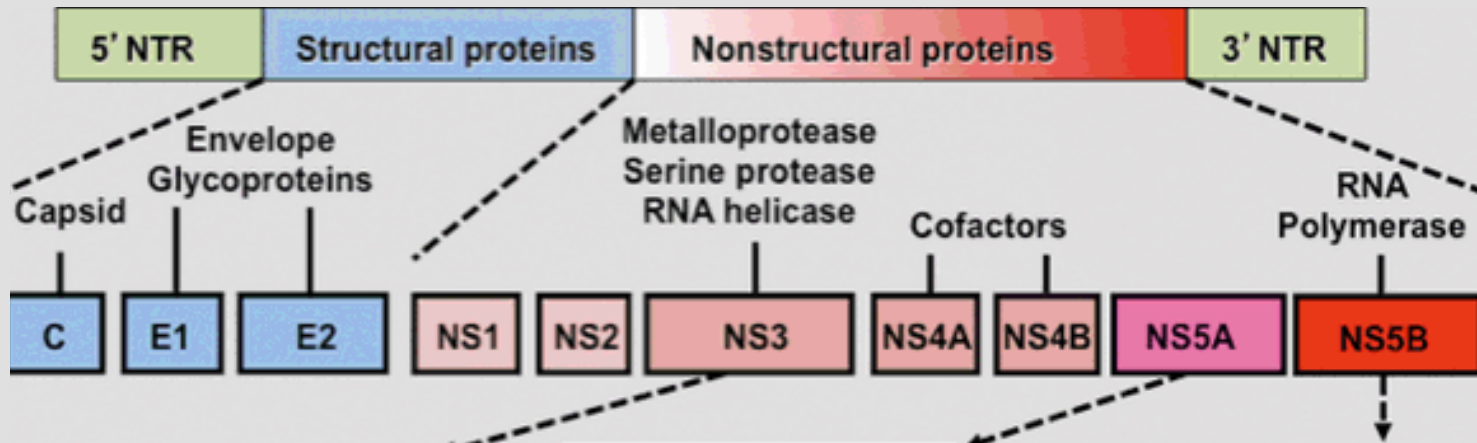 5' NTR
Structural proteins
Nonstructural proteins
3' NTR
Capsid
Envelope
Glycoproteins
Metalloprotease
Serine protease
RNA helicase
Cofactors
RNA
Polymerase
C
E1
E2
NS1
NS2
NS3
NS4A
NS4B
NS5A
NS5B